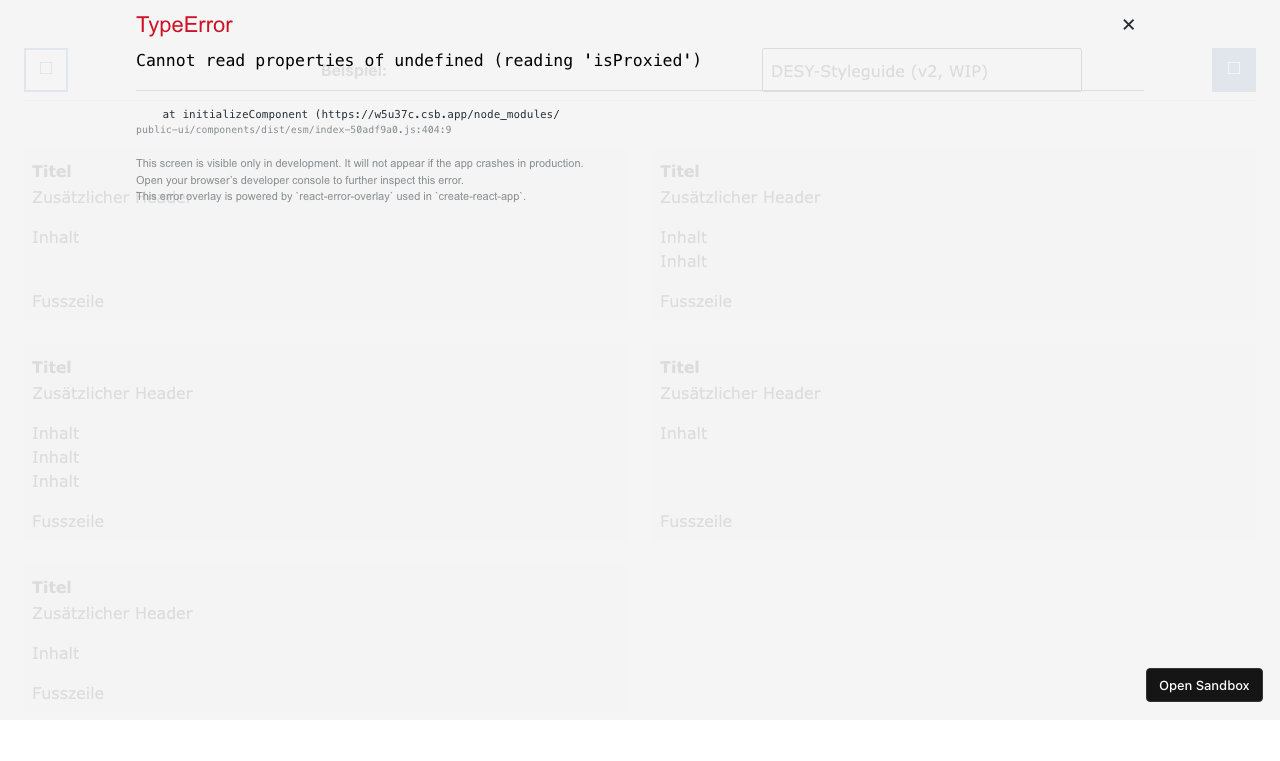 TypeError
✕
Cannot read properties of undefined (reading 'isProxied')
Beispiel:
DESY-Styleguide (v2, WIP)
at initializeComponent (https://w5u37c.csb.app/node_modules/
public-ui/components/dist/esm/index-50adf9a0.js:404:9
This screen is visible only in development. It will not appear if the app crashes in production.
Open your browser’s developer console to further inspect this error.
This error overlay is powered by `react-error-overlay` used in `create-react-app`.
Titel
Zusätzlicher Header
Inhalt
Fusszeile
Titel
Zusätzlicher Header
Inhalt
Inhalt
Fusszeile
Titel
Zusätzlicher Header
Inhalt
Inhalt
Inhalt
Fusszeile
Titel
Zusätzlicher Header
Inhalt
Fusszeile
Titel
Zusätzlicher Header
Inhalt
Fusszeile
Open Sandbox